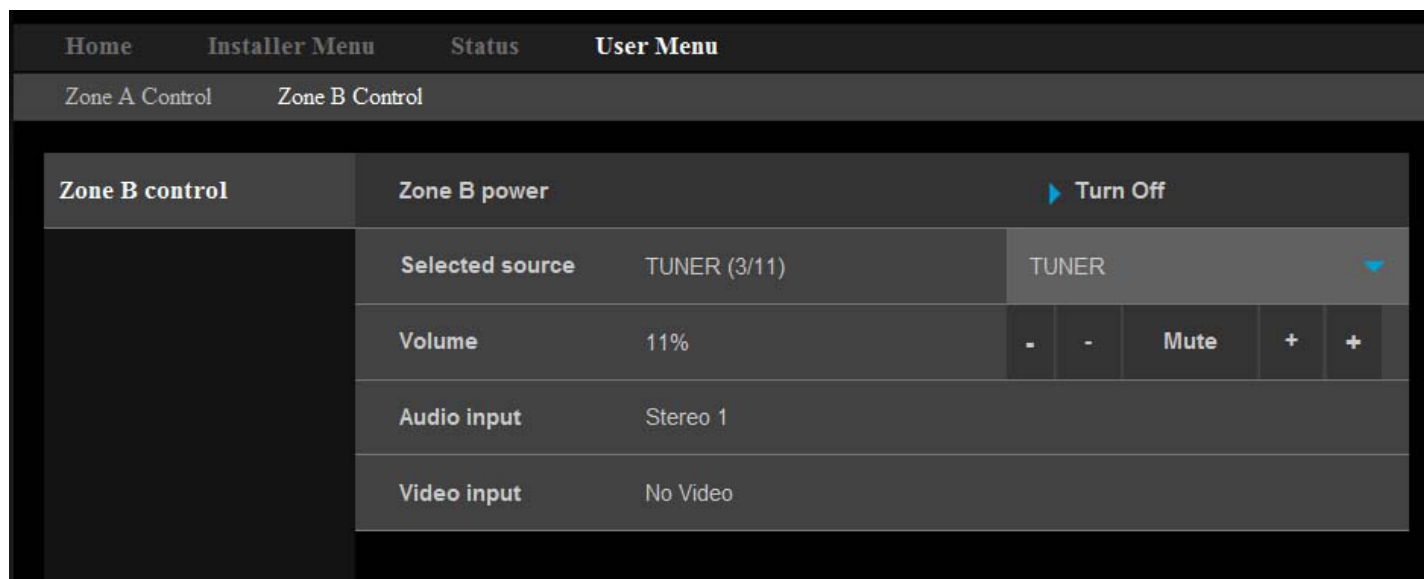 Home Installer Menu Status User Menu
Zone A Control Zone B Control
Zone B control Zone B power Turn Off
Selected source TUNER (3/11) TUNER
Volume 11% - - Mute + +
Audio input Stereo 1
Video input No Video